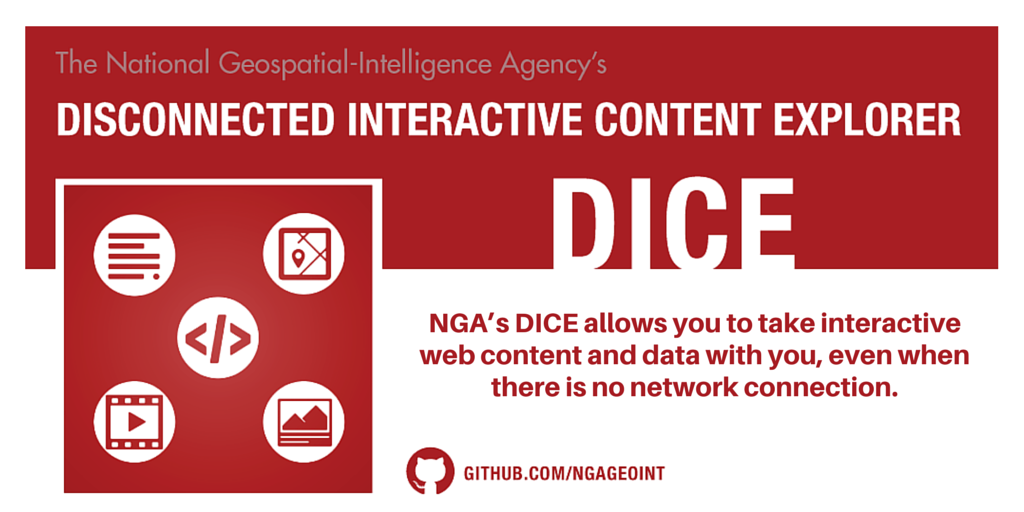 The National Geospatial-Intelligence Agency’s
DISCONNECTED INTERACTIVE CONTENT EXPLORER
DICE
</>
NGA’s DICE allows you to take interactive
web content and data with you, even when
there is no network connection.
GITHUB.COM/NGAGEOINT